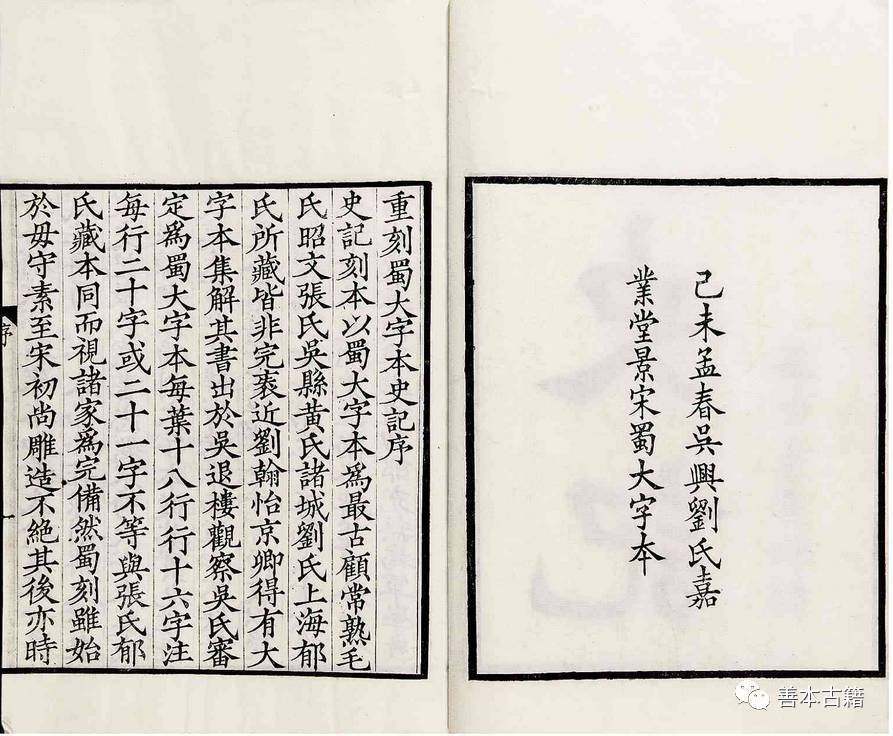 己未孟春吳興劉氏嘉
業堂景宋蜀大字本
重刻蜀大字本史記序
史記刻本以蜀大字本爲最古顧常熟毛
氏昭文張氏吳縣黃氏諸城劉氏上海郁
氏所藏皆非完袠近劉翰怡京卿得有大
字本集解其書出於吳退樓觀察吳氏審
定爲蜀大字本每葉十八行行十六字注
每行二十字或二十一字不等與張氏郁
氏藏本同而視諸家爲完備然蜀刻雖始
於毋守素至宋初尚雕造不絕其後亦時
序
善本古籍